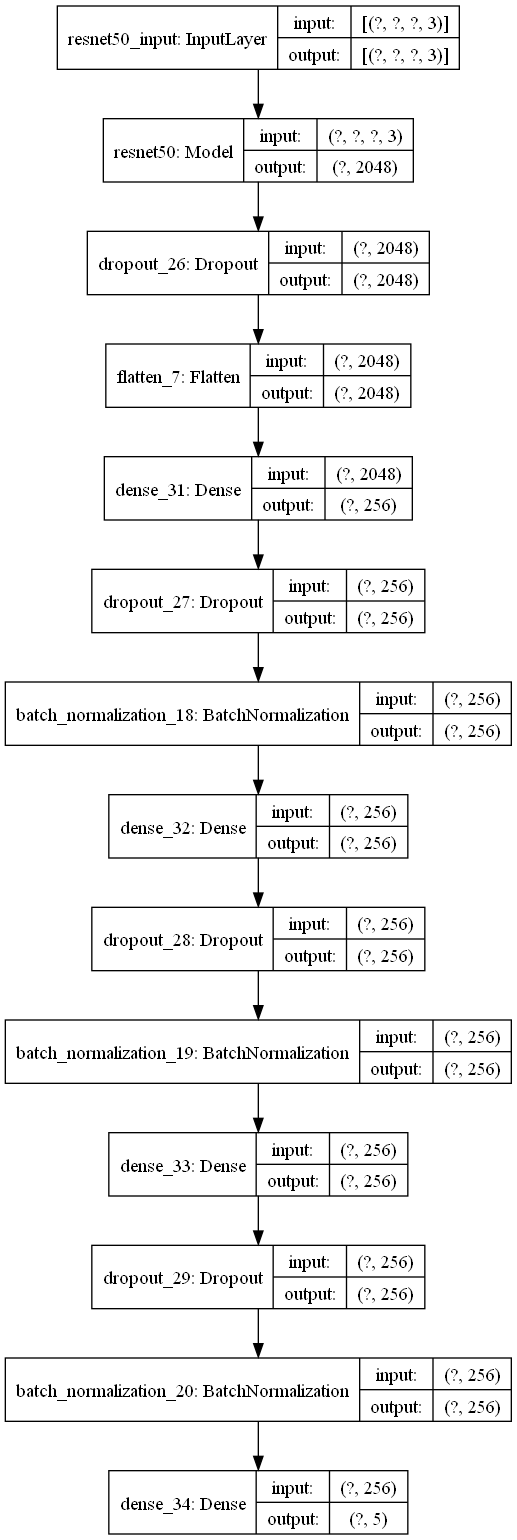 resnet50_input: InputLayer
input: [(?, ?, ?, 3)]
output: [(?, ?, ?, 3)]
resnet50: Model
input: (?, ?, ?, 3)
output: (?, 2048)
dropout_26: Dropout
input: (?, 2048)
output: (?, 2048)
flatten_7: Flatten
input: (?, 2048)
output: (?, 2048)
dense_31: Dense
input: (?, 2048)
output: (?, 256)
dropout_27: Dropout
input: (?, 256)
output: (?, 256)
batch_normalization_18: BatchNormalization
input: (?, 256)
output: (?, 256)
dense_32: Dense
input: (?, 256)
output: (?, 256)
dropout_28: Dropout
input: (?, 256)
output: (?, 256)
batch_normalization_19: BatchNormalization
input: (?, 256)
output: (?, 256)
dense_33: Dense
input: (?, 256)
output: (?, 256)
dropout_29: Dropout
input: (?, 256)
output: (?, 256)
batch_normalization_20: BatchNormalization
input: (?, 256)
output: (?, 256)
dense_34: Dense
input: (?, 256)
output: (?, 5)